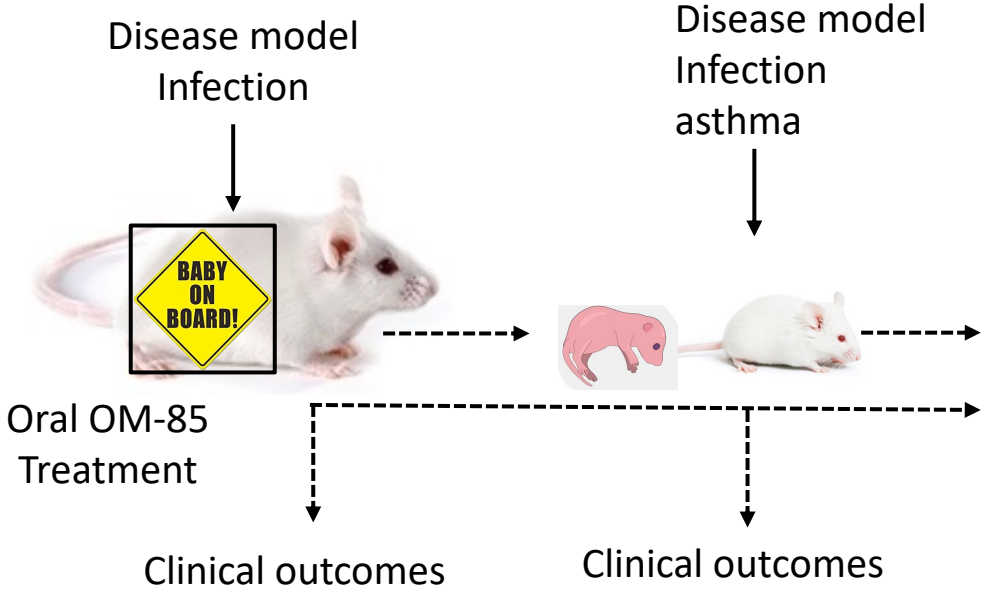 Disease model
Infection
Disease model
Infection
asthma
BABY
ON
BOARD!
Oral OM-85
Treatment
Clinical outcomes
Clinical outcomes